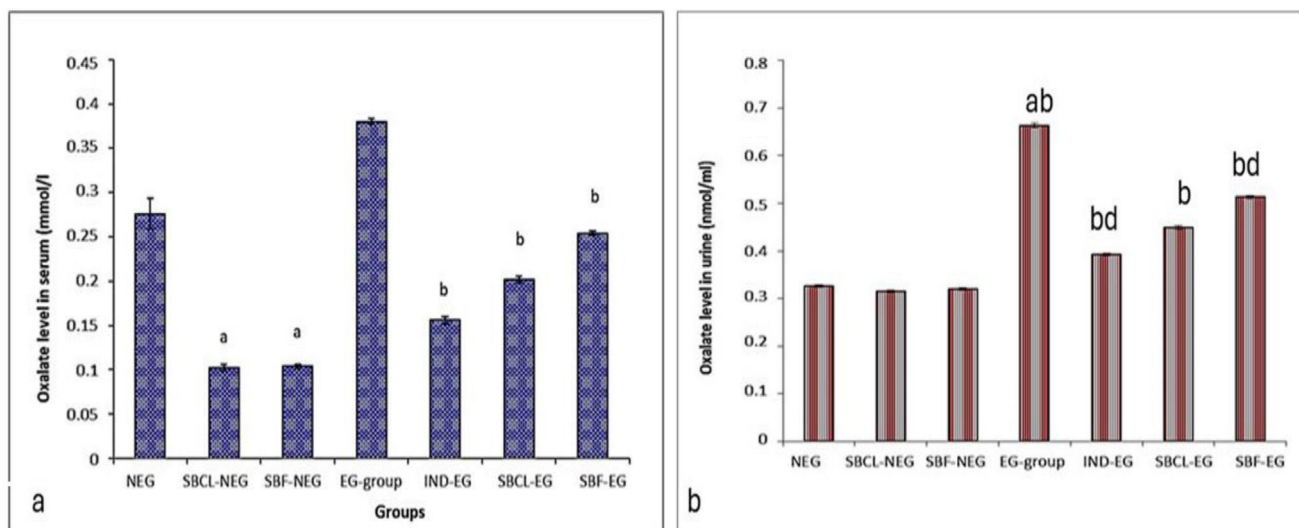 Oxalate level in serum (mmol/l
0.45
0.4
0.35
0.3
0.25
0.2
0.15
0.1
0.05
0
a
a
b
b
b
NEG SBCL-NEG SBF-NEG EG-group IND-EG SBCL-EG SBF-EG
Groups
a
Oxalate level in urine (nmol/ml)
0.8
0.7
0.6
0.5
0.4
0.3
0.2
0.1
0
ab
bd
b
bd
NEG SBCL-NEG SBF-NEG EG-group IND-EG SBCL-EG SBF-EG
b